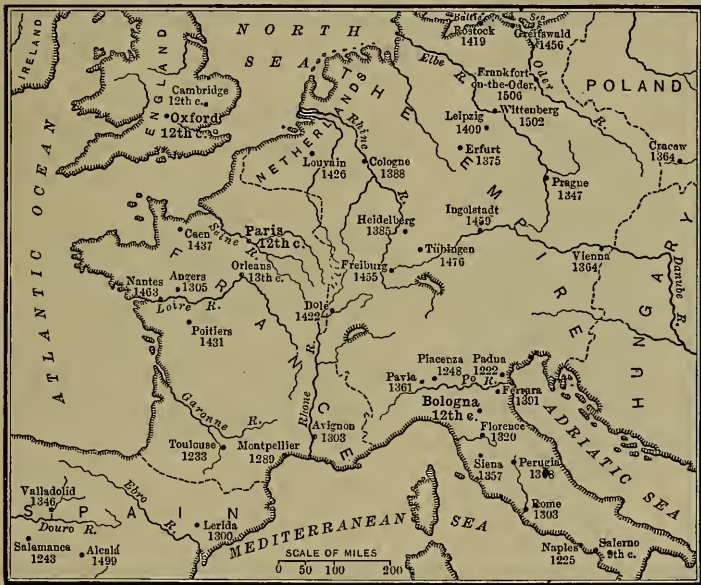 NORTH
SEA
Baltic Sea
Rostock
1419
Greifswald
1456
IRELAND
ENGLAND
Cambridge
12th c.
Oxford
12th c.
ATLANTIC OCEAN
THE EMPIRE
NETHERLANDS
Elbe R.
Frankfort-
on-the-Oder,
1506
Oder R.
POLAND
Leipzig
1409
Wittenberg
1502
Erfurt
1375
Cracow
1364
Rhine R.
Louvain
1426
Cologne
1388
Prague
1347
Heidelberg
1385
Ingolstadt
1459
Tübingen
1476
Freiburg
1455
Vienna
1364
Danube R.
HUNGARY
Caen
1437
Seine R.
Paris
12th c.
FRANCE
Orleans
13th c.
Angers
1305
Nantes
1463
Loire R.
Poitiers
1431
Dole
1422
Rhone R.
Garonne R.
Toulouse
1233
Montpellier
1289
Avignon
1303
Pavia
1361
Piacenza
1248
Padua
1222
Po R.
Ferrara
1391
Bologna
12th c.
Florence
1320
Siena
1357
Perugia
Rome
1303
Naples
1225
Salerno
9th c.
ADRIATIC SEA
MEDITERRANEAN SEA
Valladolid
1346
SPAIN
Douro R.
Ebro R.
Salamanca
1243
Alcalá
1499
Lerida
1300
SCALE OF MILES
0 50 100 200